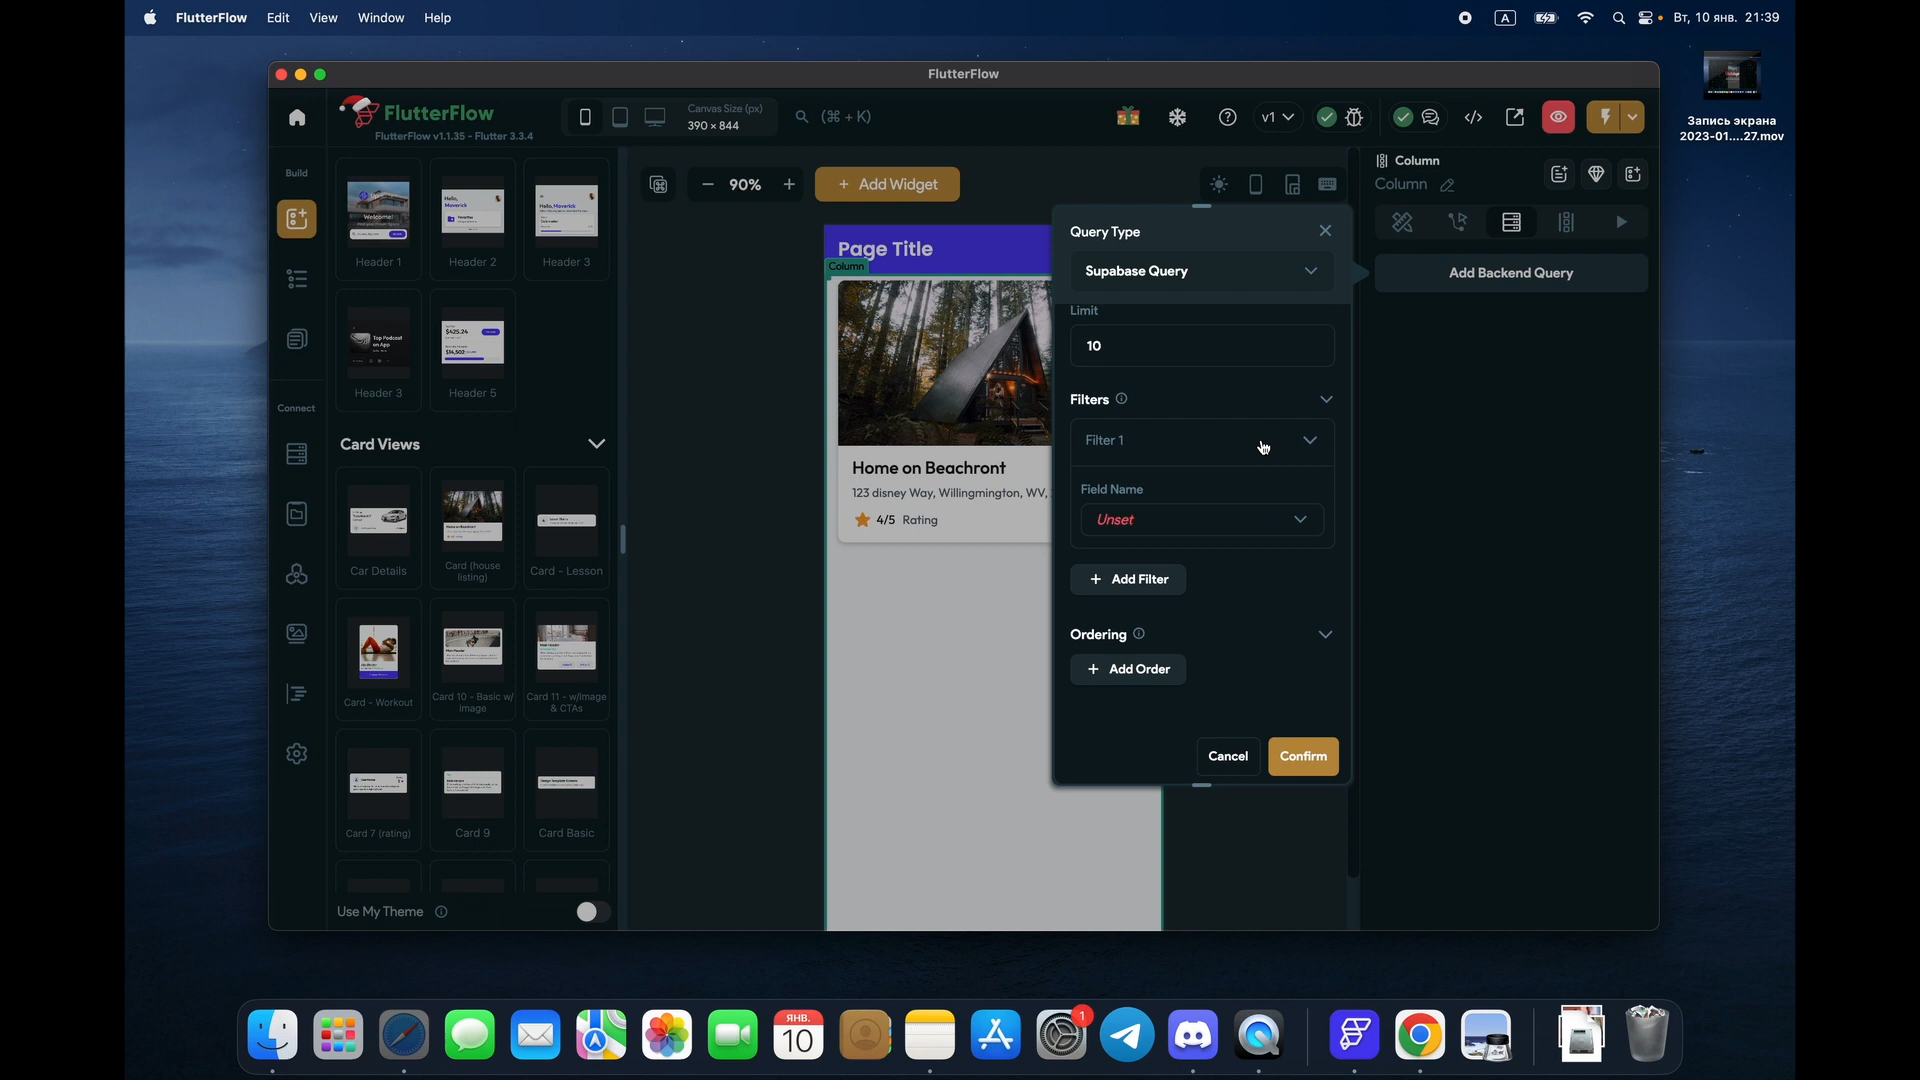 FlutterFlow Edit View Window Help
A
Вт, 10 янв. 21:39
FlutterFlow
Запись экрана
2023-01....27.mov
FlutterFlow
FlutterFlow v1.1.35 - Flutter 3.3.4
Canvas Size (px)
390 × 844
(⌘ + K)
v1
Build
Connect
Header 1
Header 2
Header 3
Header 3
Header 5
Card Views
Car Details
Card (house
listing)
Card - Lesson
Card - Workout
Card 10 - Basic w/
Image
Card 11 - w/Image
& CTAs
Card 7 (rating)
Card 9
Card Basic
Use My Theme
90%
+ Add Widget
Page Title
Column
Home on Beachront
123 disney Way, Willingmington, WV,
4/5 Rating
Query Type
Supabase Query
Limit
10
Filters
Filter 1
Field Name
Unset
+ Add Filter
Ordering
+ Add Order
Cancel
Confirm
Column
Column
Add Backend Query
ЯНВ.
10
1